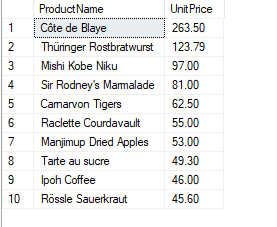 ProductName UnitPrice
1 Côte de Blaye 263.50
2 Thüringer Rostbratwurst 123.79
3 Mishi Kobe Niku 97.00
4 Sir Rodney's Marmalade 81.00
5 Carnarvon Tigers 62.50
6 Raclette Courdavault 55.00
7 Manjimup Dried Apples 53.00
8 Tarte au sucre 49.30
9 Ipoh Coffee 46.00
10 Rössle Sauerkraut 45.60